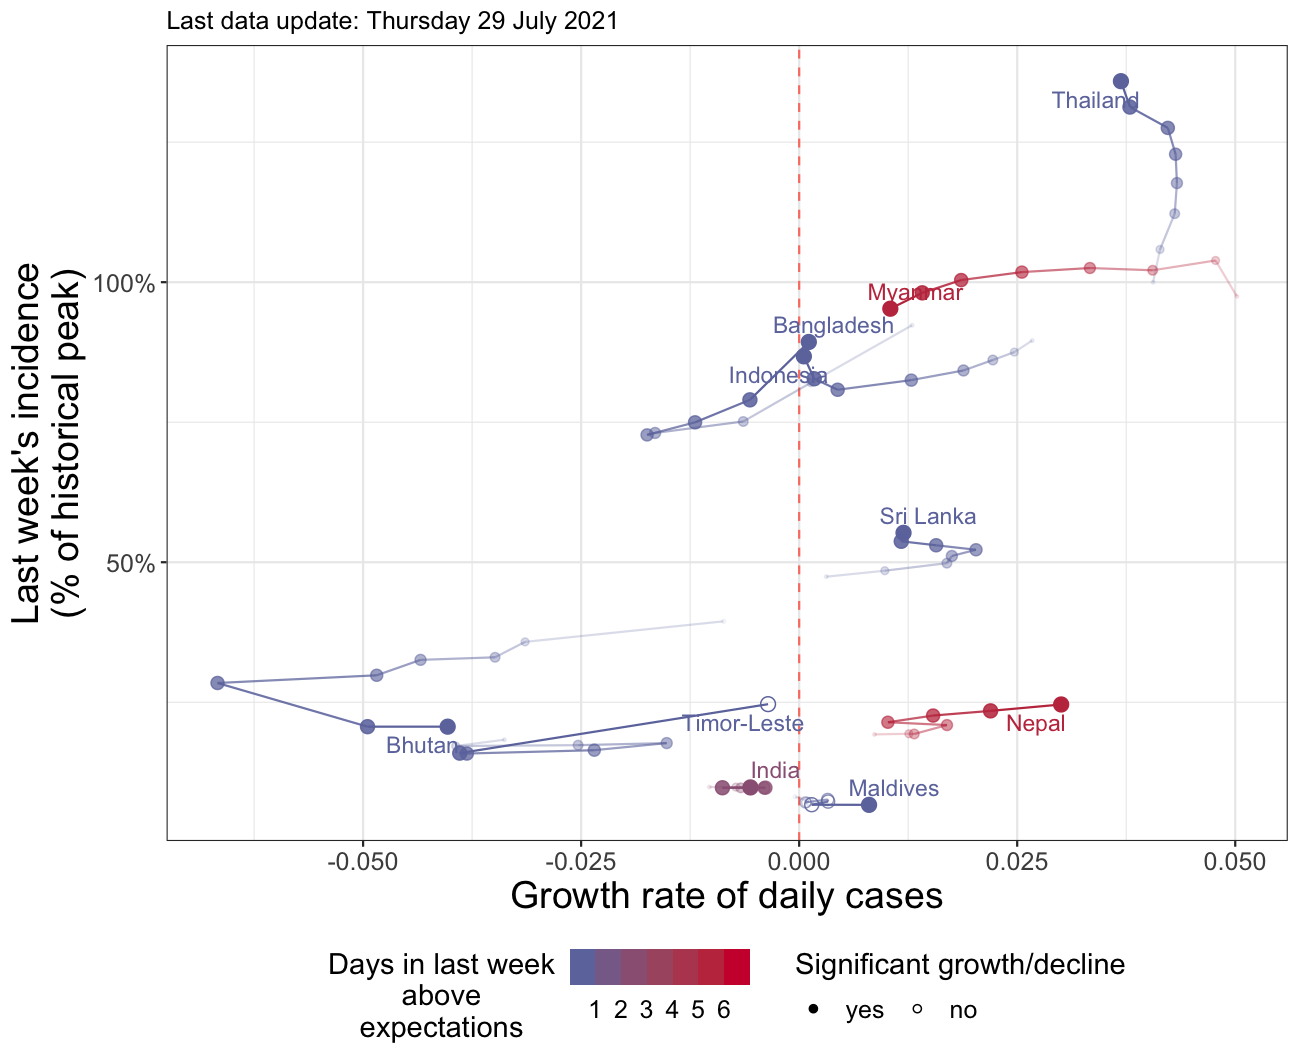 Last data update: Thursday 29 July 2021
Last week's incidence
(% of historical peak)
100%
50%
Thailand
Myanmar
Bangladesh
Indonesia
Sri Lanka
Timor-Leste
Nepal
Bhutan
India
Maldives
-0.050
-0.025
0.000
0.025
0.050
Growth rate of daily cases
Days in last week
above
expectations
1 2 3 4 5 6
Significant growth/decline
yes
no